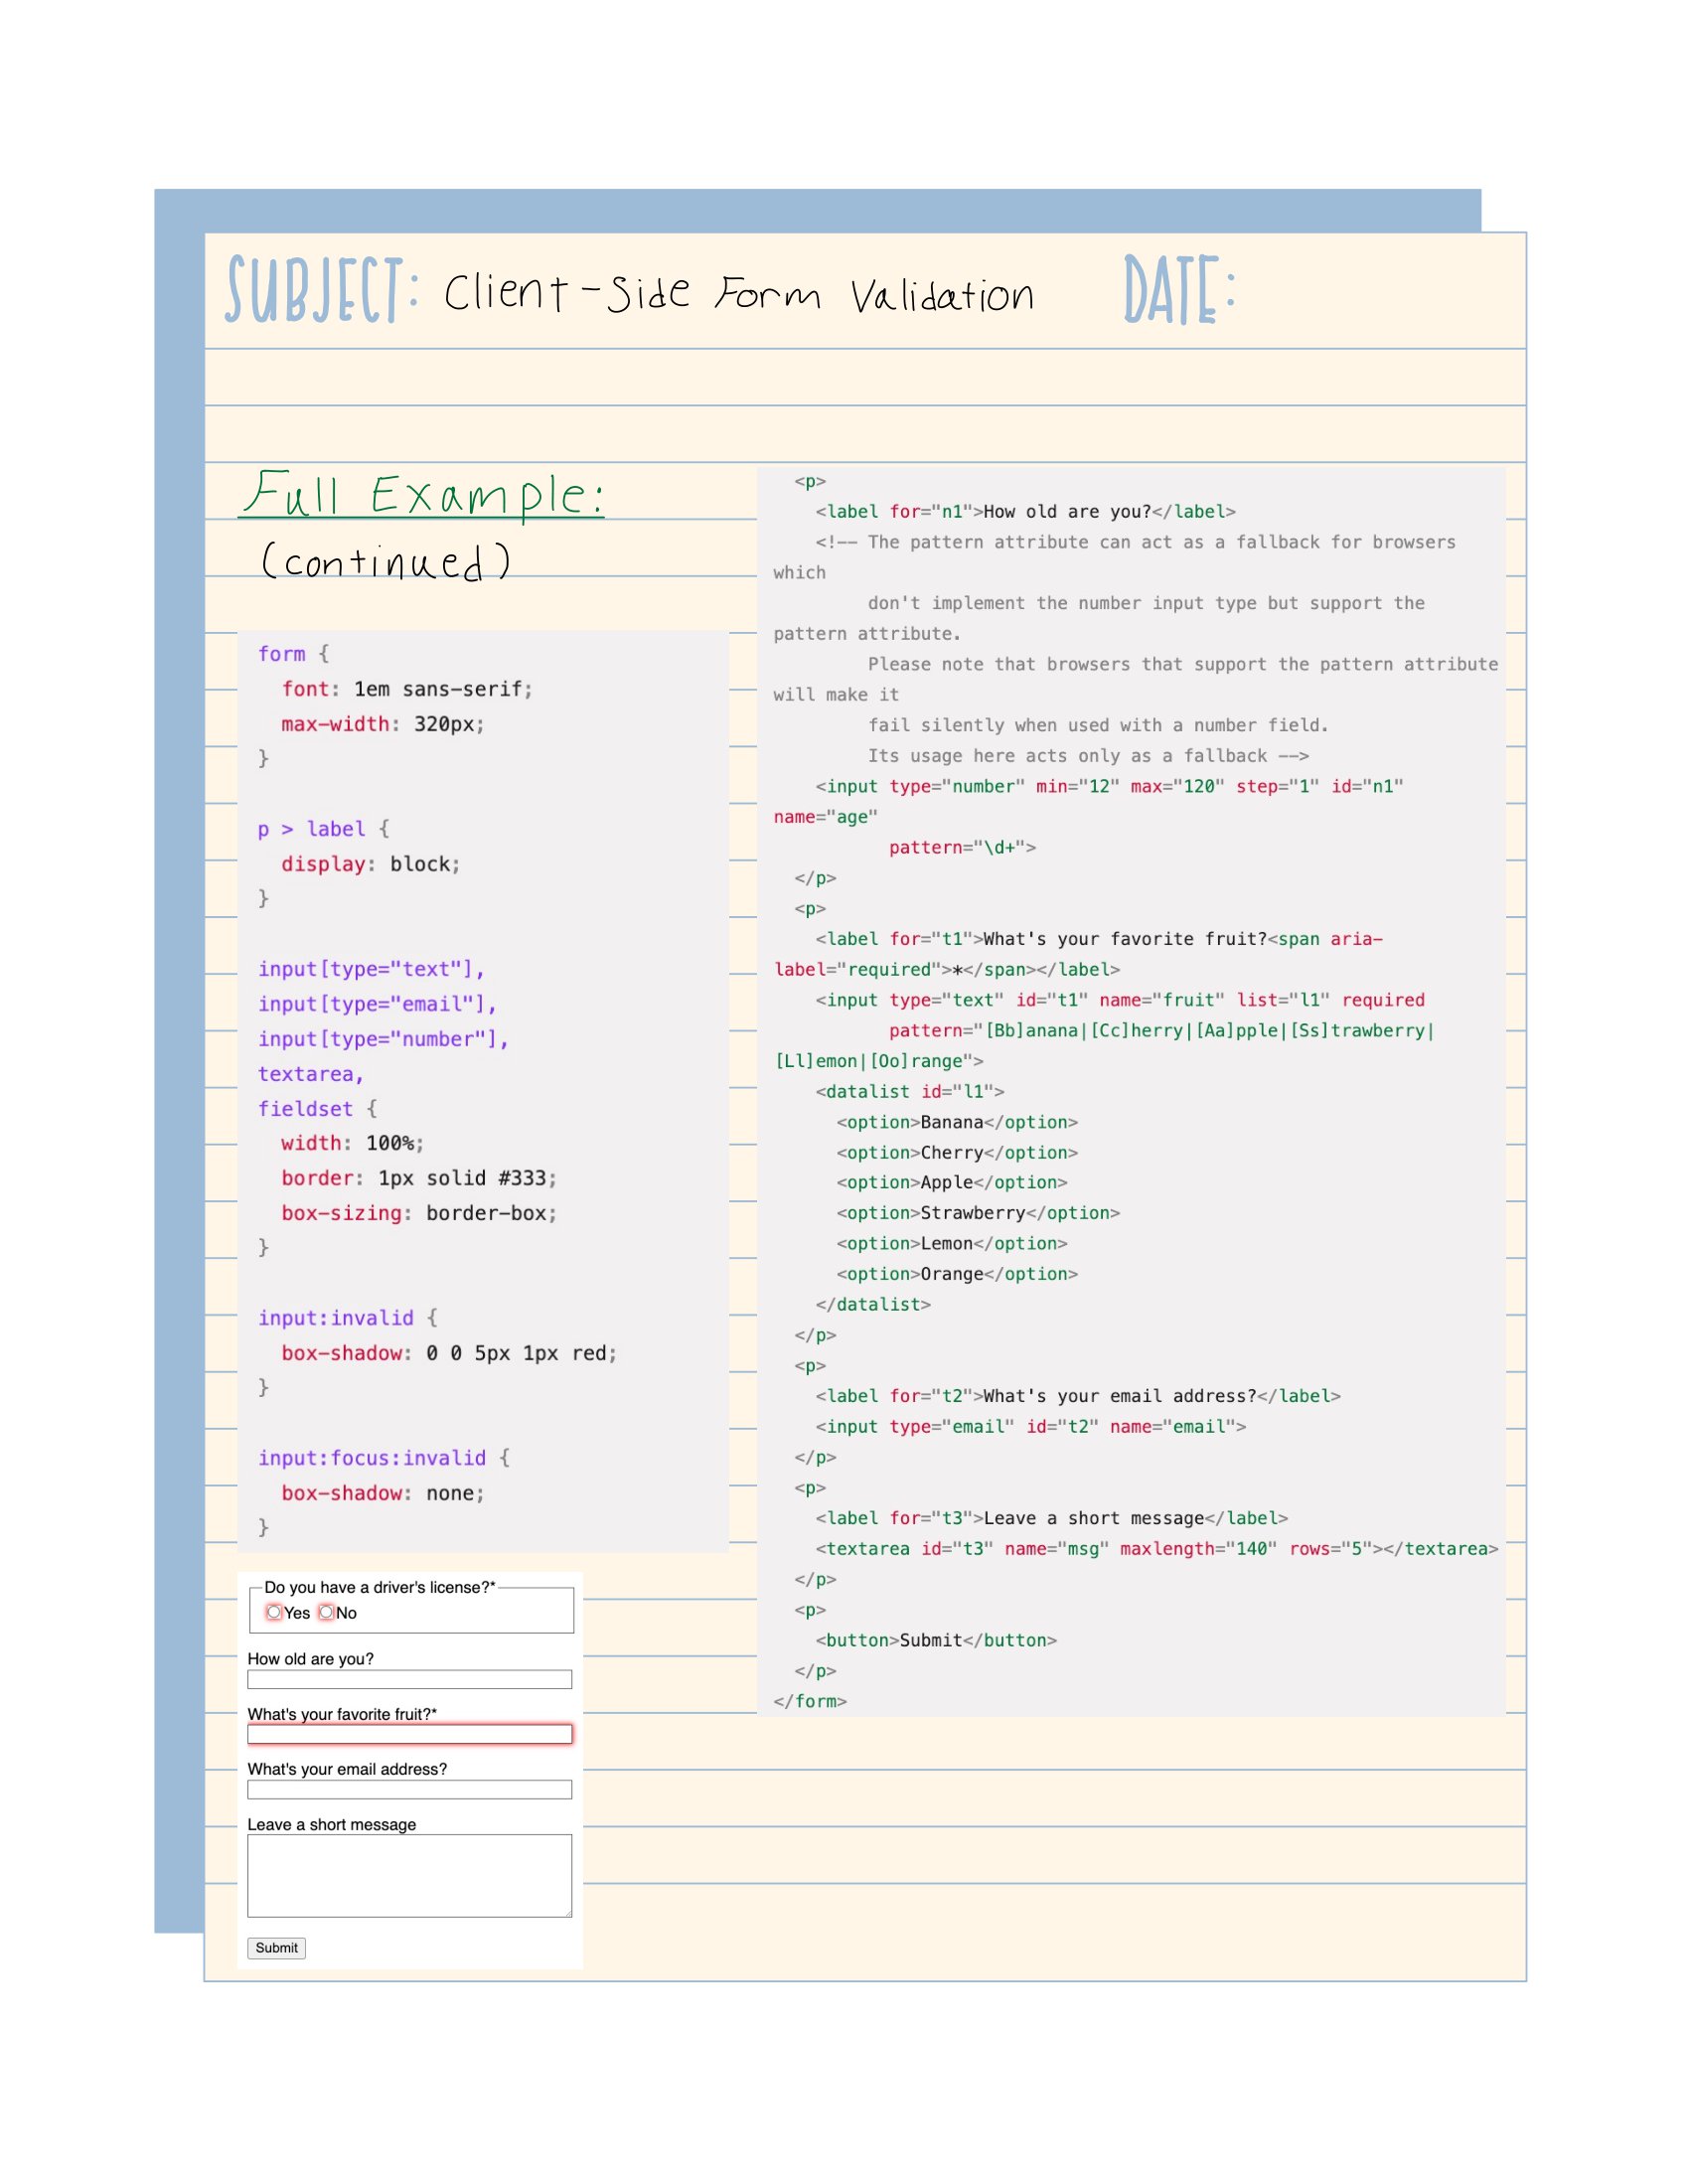 SUBJECT: Client-Side Form Validation DATE:
Full Example:
(continued)
form {
  font: 1em sans-serif;
  max-width: 320px;
}

p > label {
  display: block;
}

input[type="text"],
input[type="email"],
input[type="number"],
textarea,
fieldset {
  width: 100%;
  border: 1px solid #333;
  box-sizing: border-box;
}

input:invalid {
  box-shadow: 0 0 5px 1px red;
}

input:focus:invalid {
  box-shadow: none;
}
Do you have a driver's license?*
Yes No
How old are you?
What's your favorite fruit?*
What's your email address?
Leave a short message
Submit
  <p>
    <label for="n1">How old are you?</label>
    <!-- The pattern attribute can act as a fallback for browsers
which
         don't implement the number input type but support the
pattern attribute.
         Please note that browsers that support the pattern attribute
will make it
         fail silently when used with a number field.
         Its usage here acts only as a fallback -->
    <input type="number" min="12" max="120" step="1" id="n1"
name="age"
           pattern="\d+">
  </p>
  <p>
    <label for="t1">What's your favorite fruit?<span aria-
label="required">*</span></label>
    <input type="text" id="t1" name="fruit" list="l1" required
           pattern="[Bb]anana|[Cc]herry|[Aa]pple|[Ss]trawberry|
[Ll]emon|[Oo]range">
    <datalist id="l1">
      <option>Banana</option>
      <option>Cherry</option>
      <option>Apple</option>
      <option>Strawberry</option>
      <option>Lemon</option>
      <option>Orange</option>
    </datalist>
  </p>
  <p>
    <label for="t2">What's your email address?</label>
    <input type="email" id="t2" name="email">
  </p>
  <p>
    <label for="t3">Leave a short message</label>
    <textarea id="t3" name="msg" maxlength="140" rows="5"></textarea>
  </p>
  <p>
    <button>Submit</button>
  </p>
</form>